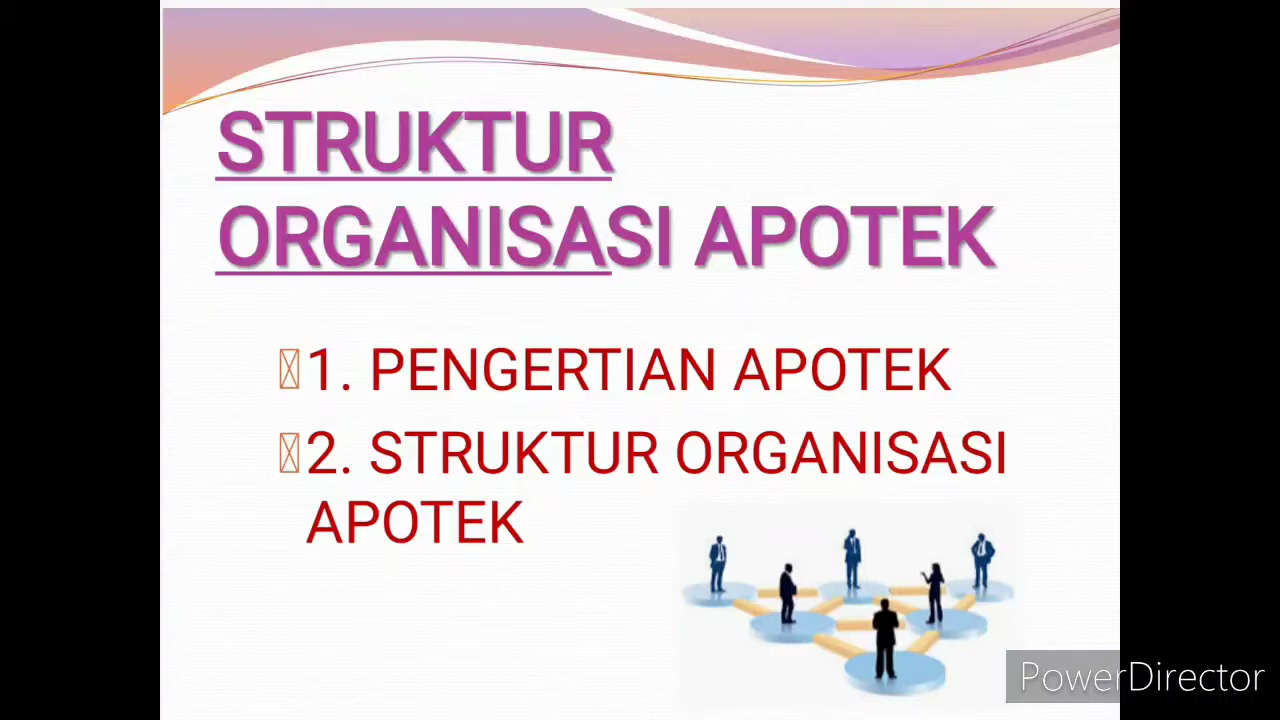 STRUKTUR
ORGANISASI APOTEK
1. PENGERTIAN APOTEK
2. STRUKTUR ORGANISASI
APOTEK
PowerDirector